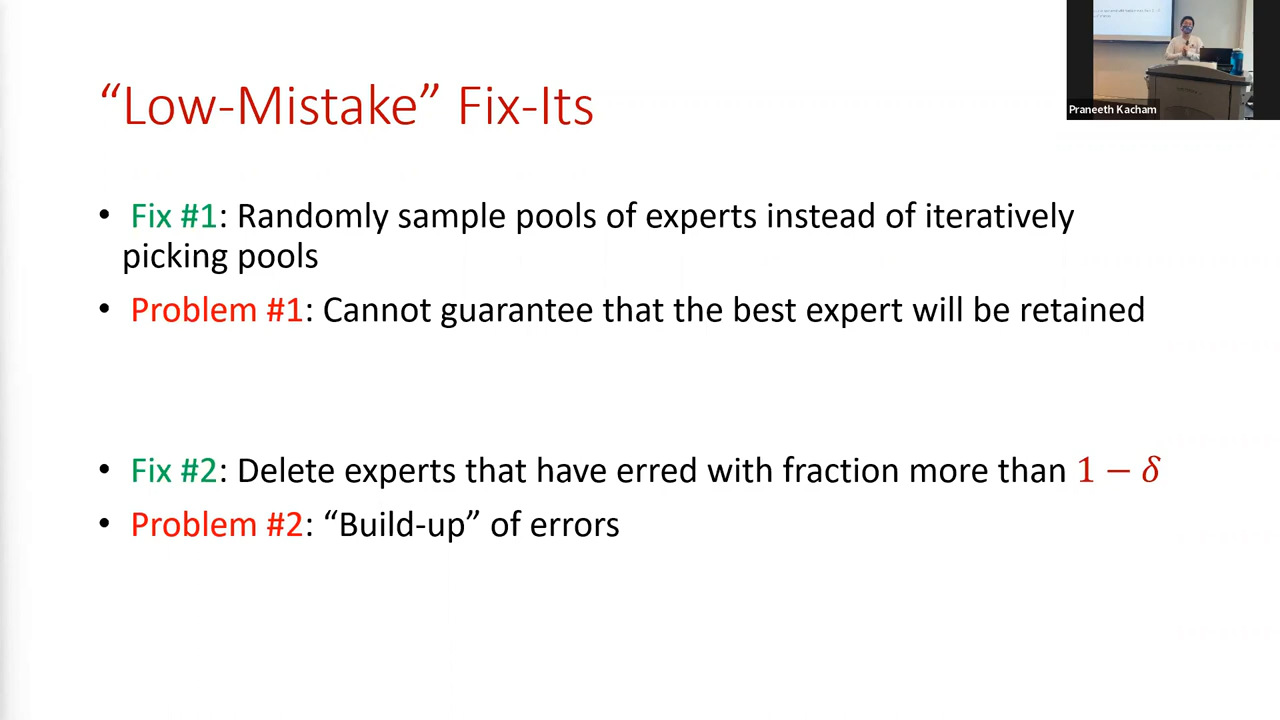 "Low-Mistake" Fix-Its
Praneeth Kacham
• Fix #1: Randomly sample pools of experts instead of iteratively
picking pools
• Problem #1: Cannot guarantee that the best expert will be retained
• Fix #2: Delete experts that have erred with fraction more than 1 − δ
• Problem #2: "Build-up" of errors